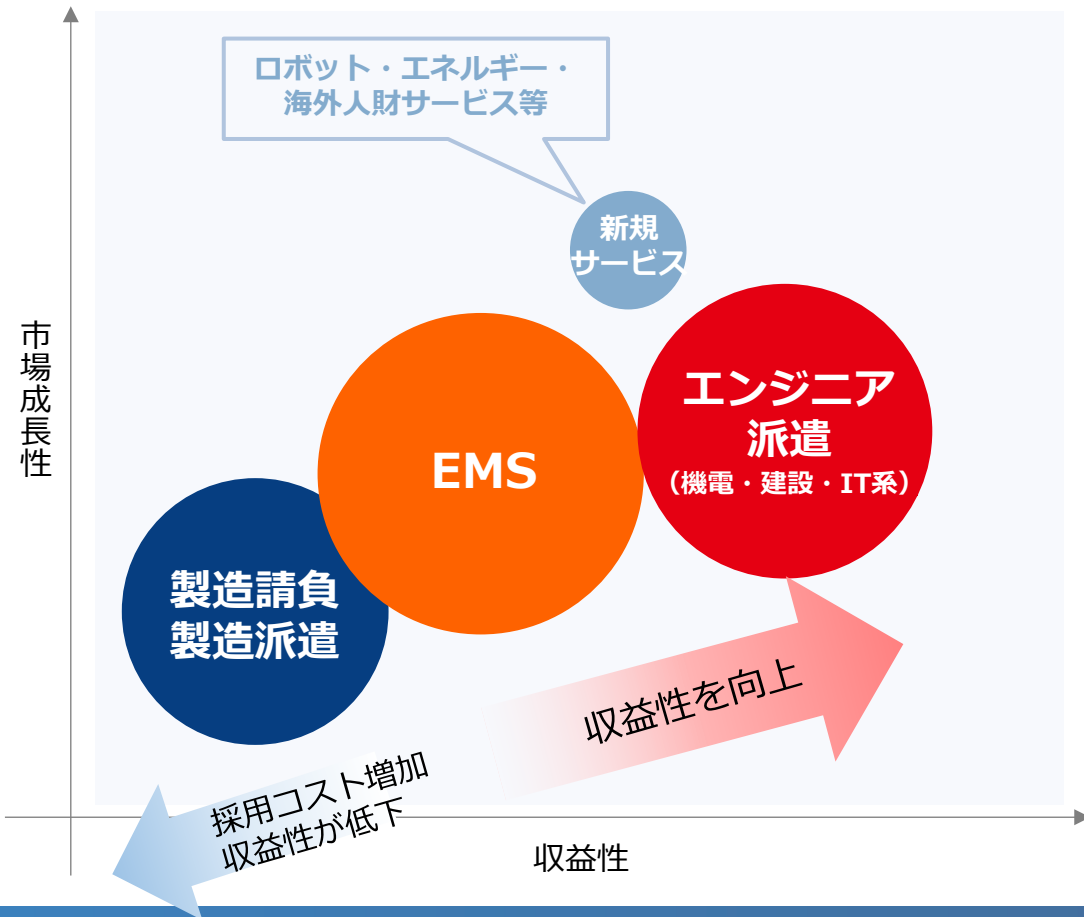 ロボット・エネルギー・
海外人財サービス等
新規
サービス
市場成長性
エンジニア
派遣
（機電・建設・IT系）
EMS
製造請負
製造派遣
収益性を向上
採用コスト増加
収益性が低下
収益性